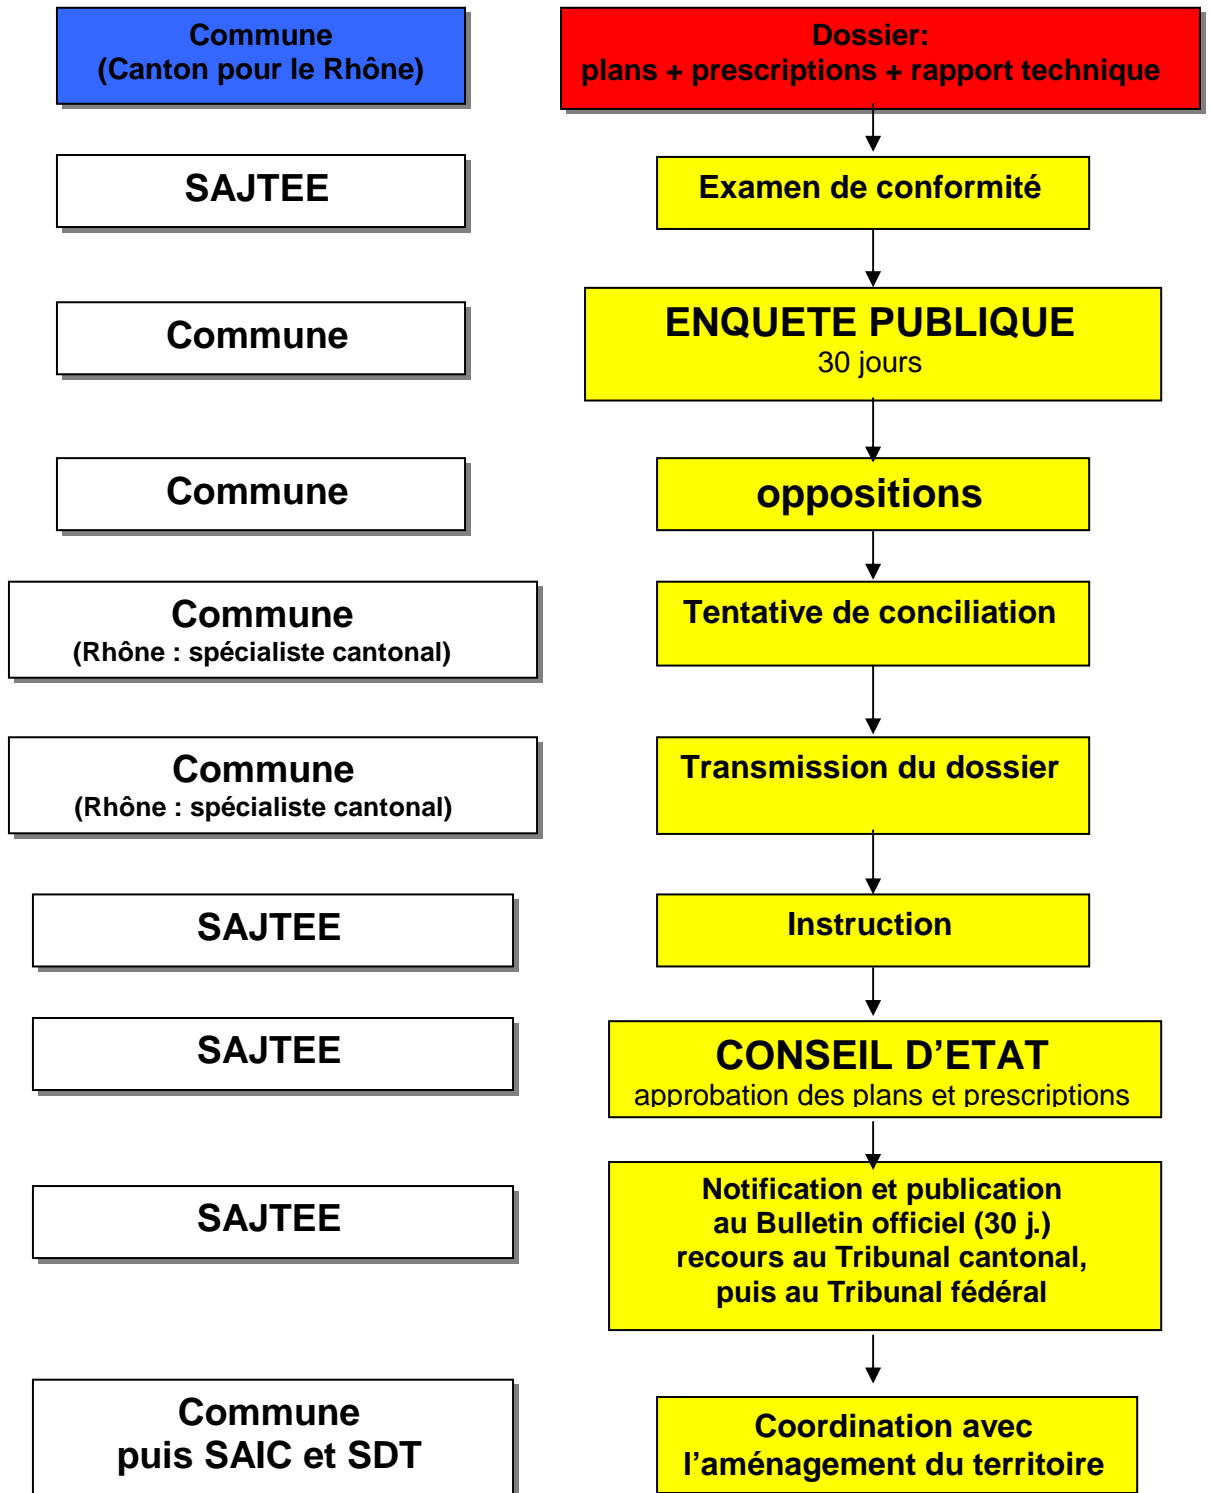 Commune
(Canton pour le Rhône)
Dossier:
plans + prescriptions + rapport technique
SAJTEE
Examen de conformité
Commune
ENQUETE PUBLIQUE
30 jours
Commune
oppositions
Commune
(Rhône : spécialiste cantonal)
Tentative de conciliation
Commune
(Rhône : spécialiste cantonal)
Transmission du dossier
SAJTEE
Instruction
SAJTEE
CONSEIL D’ETAT
approbation des plans et prescriptions
SAJTEE
Notification et publication
au Bulletin officiel (30 j.)
recours au Tribunal cantonal,
puis au Tribunal fédéral
Commune
puis SAIC et SDT
Coordination avec
l’aménagement du territoire